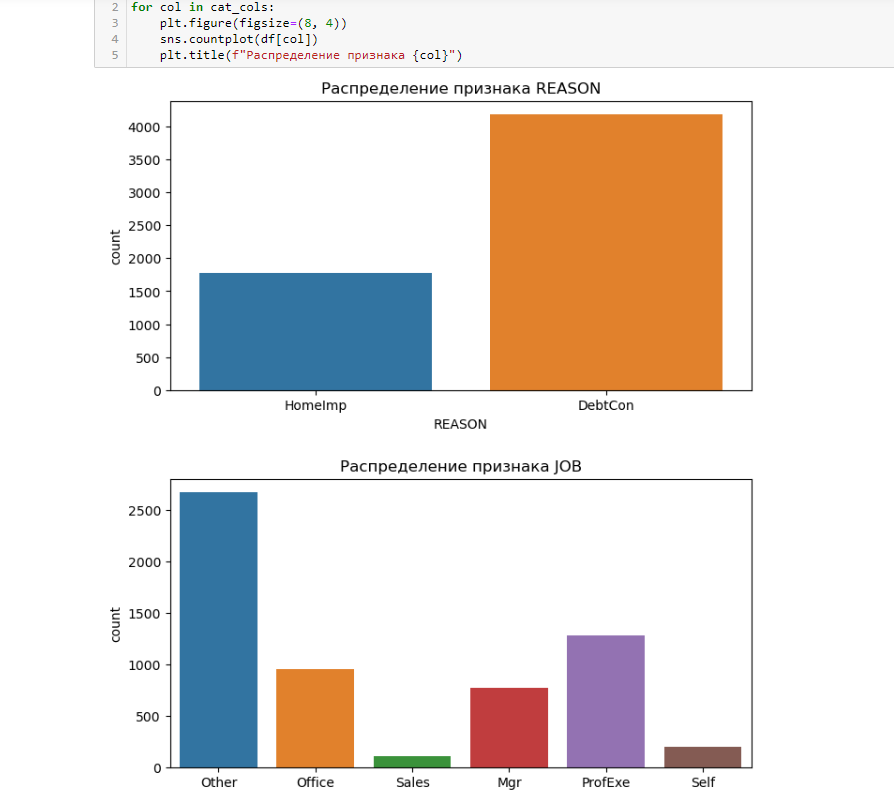 2 for col in cat_cols:
3 plt.figure(figsize=(8, 4))
4 sns.countplot(df[col])
5 plt.title(f"Распределение признака {col}")
Распределение признака REASON
4000
3500
3000
2500
2000
1500
1000
500
0
count
HomeImp DebtCon
REASON
Распределение признака JOB
2500
2000
1500
1000
500
0
count
Other Office Sales Mgr ProfExe Self